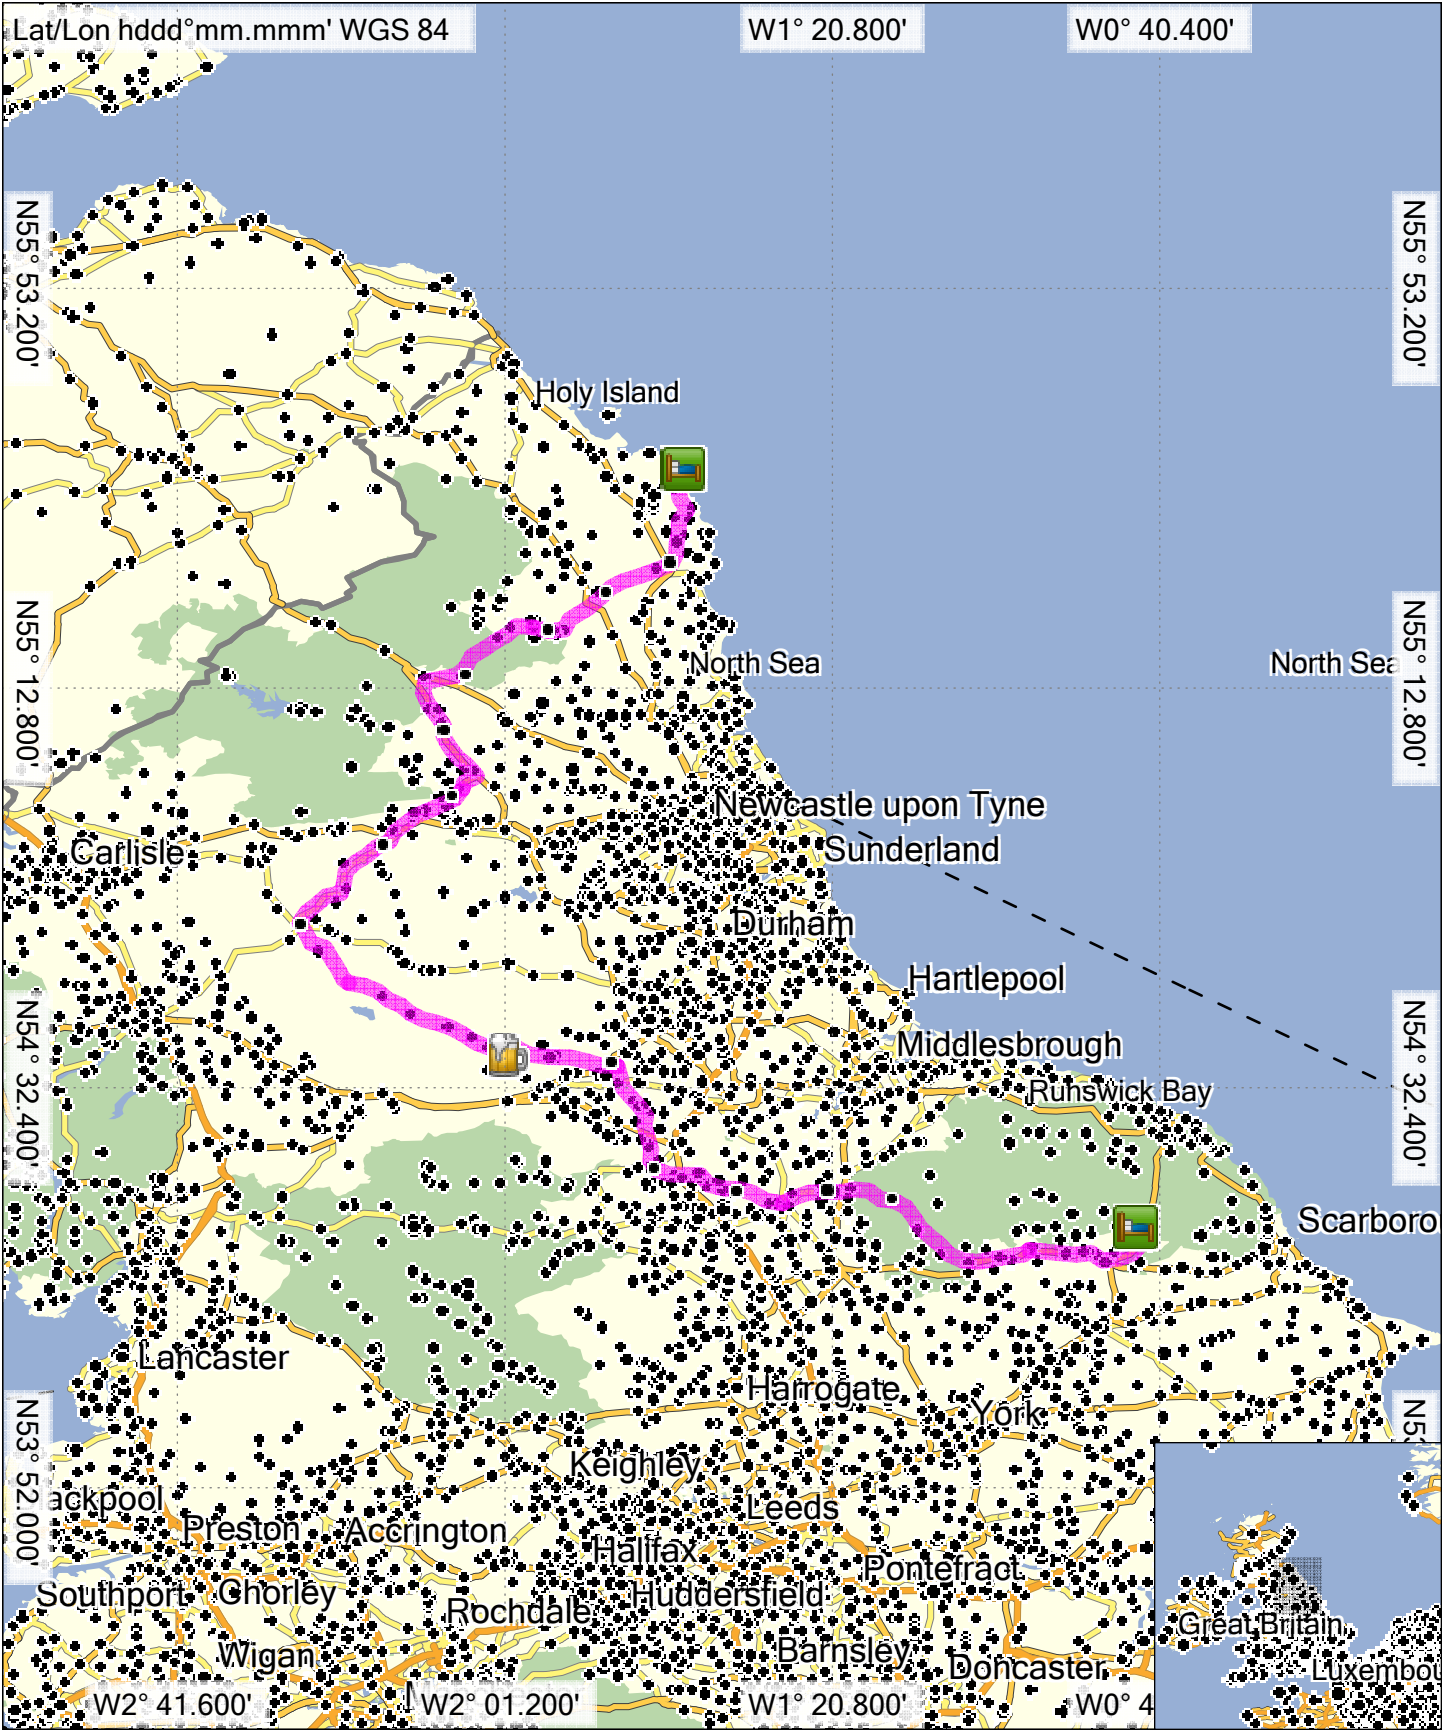 Lat/Lon hddd°mm.mmm' WGS 84
W1° 20.800'
W0° 40.400'
N55° 53.200'
N55° 53.200'
Holy Island
N55° 12.800'
North Sea
North Sea
N55° 12.800'
Newcastle upon Tyne
Carlisle
Sunderland
Durham
Hartlepool
N54° 32.400'
Middlesbrough
N54° 32.400'
Runswick Bay
Scarboro
Lancaster
Harrogate
York
N53° 52.000'
N53
Keighley
ackpool
Leeds
Preston
Accrington
Halifax
Pontefract
Southport
Chorley
Huddersfield
Rochdale
Great Britain
Wigan
Barnsley
Doncaster
Luxembou
W2° 41.600'
W2° 01.200'
W1° 20.800'
W0° 4